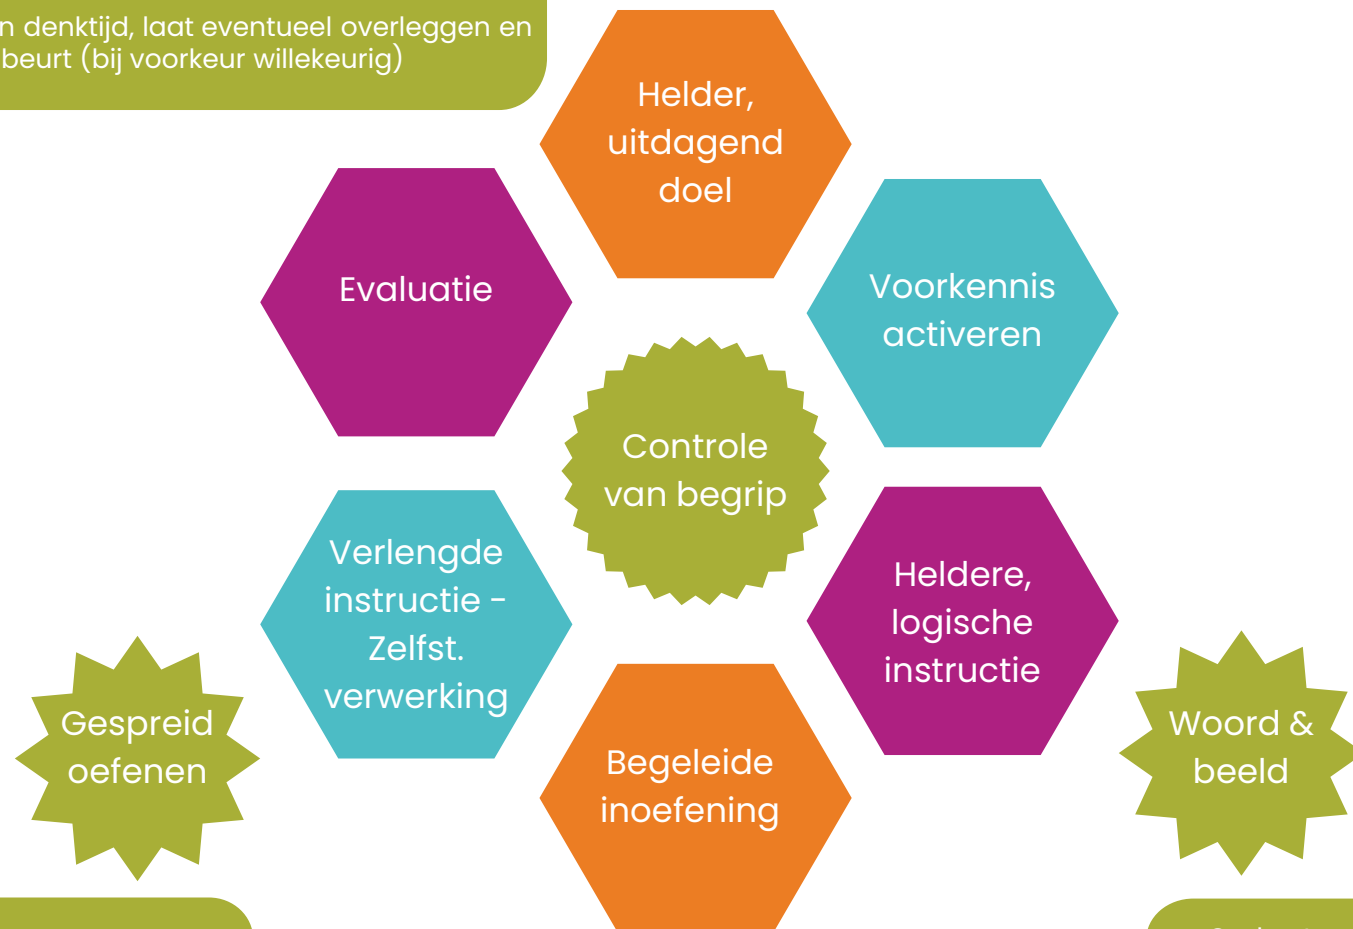 denktijd, laat eventueel overleggen en
beurt (bij voorkeur willekeurig)
Helder,
uitdagend
doel
Evaluatie
Voorkennis
activeren
Controle
van begrip
Verlengde
instructie -
Zelfst.
verwerking
Heldere,
logische
instructie
Gespreid
oefenen
Begeleide
inoefening
Woord &
beeld